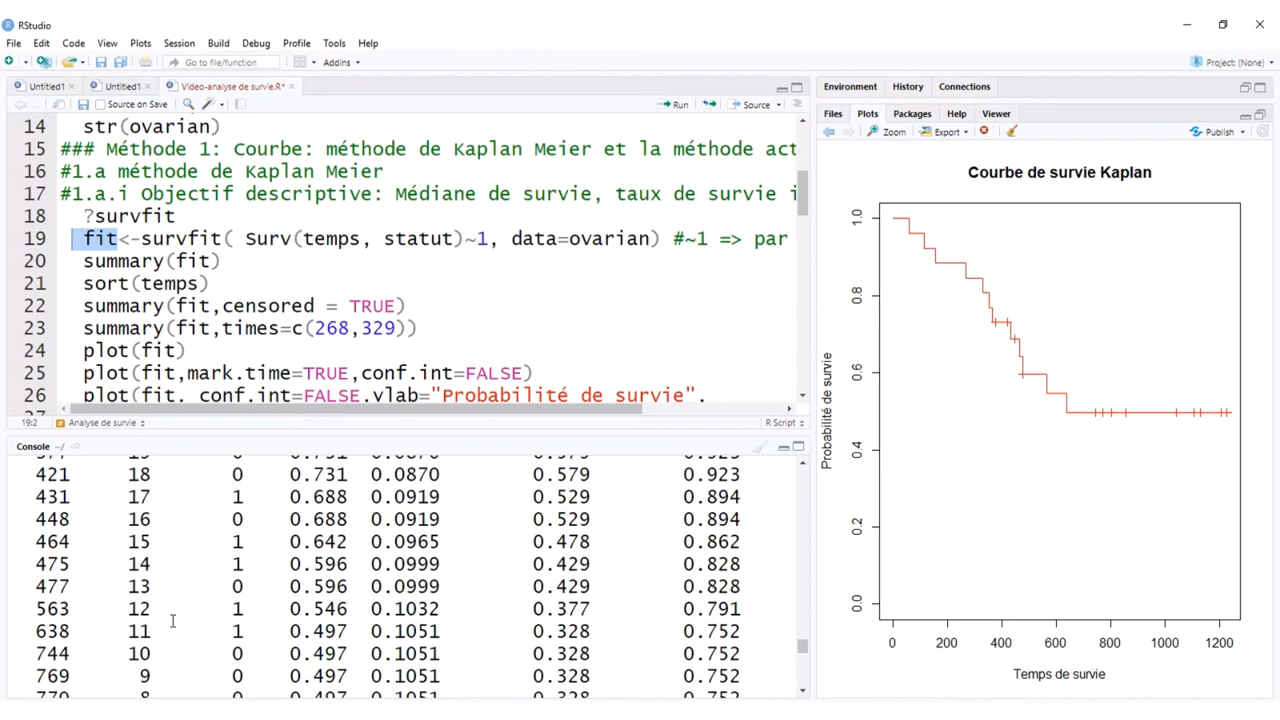 RStudio
File Edit Code View Plots Session Build Debug Profile Tools Help
Go to file/function Addins Project: (None)
Untitled1 Untitled1 Video-analyse de survie.R*
Source on Save Run Source
14 str(ovarian)
15 ### Méthode 1: Courbe: méthode de Kaplan Meier et la méthode act
16 #1.a méthode de Kaplan Meier
17 #1.a.i Objectif descriptive: Médiane de survie, taux de survie i
18 ?survfit
19 fit<-survfit( Surv(temps, statut)~1, data=ovarian) #~1 => par
20 summary(fit)
21 sort(temps)
22 summary(fit,censored = TRUE)
23 summary(fit,times=c(268,329))
24 plot(fit)
25 plot(fit,mark.time=TRUE,conf.int=FALSE)
26 plot(fit, conf.int=FALSE,ylab="Probabilité de survie",
19:2 Analyse de survie R Script
Console ~/
421 18 0 0.731 0.0870 0.579 0.923
431 17 1 0.688 0.0919 0.529 0.894
448 16 0 0.688 0.0919 0.529 0.894
464 15 1 0.642 0.0965 0.478 0.862
475 14 1 0.596 0.0999 0.429 0.828
477 13 0 0.596 0.0999 0.429 0.828
563 12 1 0.546 0.1032 0.377 0.791
638 11 1 0.497 0.1051 0.328 0.752
744 10 0 0.497 0.1051 0.328 0.752
769 9 0 0.497 0.1051 0.328 0.752
770 8 0 0.497 0.1051 0.328 0.752
Environment History Connections
Files Plots Packages Help Viewer
Zoom Export Publish
Courbe de survie Kaplan
Probabilité de survie
1.0
0.8
0.6
0.4
0.2
0.0
0 200 400 600 800 1000 1200
Temps de survie